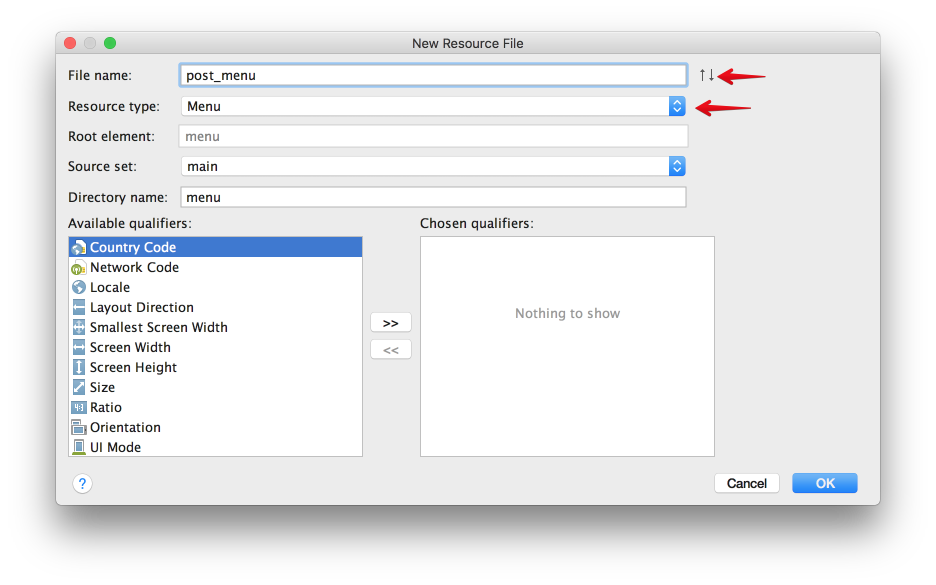 New Resource File
File name: post_menu ↑↓
Resource type: Menu
Root element: menu
Source set: main
Directory name: menu
Available qualifiers: Chosen qualifiers:
Country Code
Network Code
Locale
Layout Direction
Smallest Screen Width
Screen Width
Screen Height
Size
Ratio
Orientation
UI Mode
>>
<<
Nothing to show
?
Cancel OK